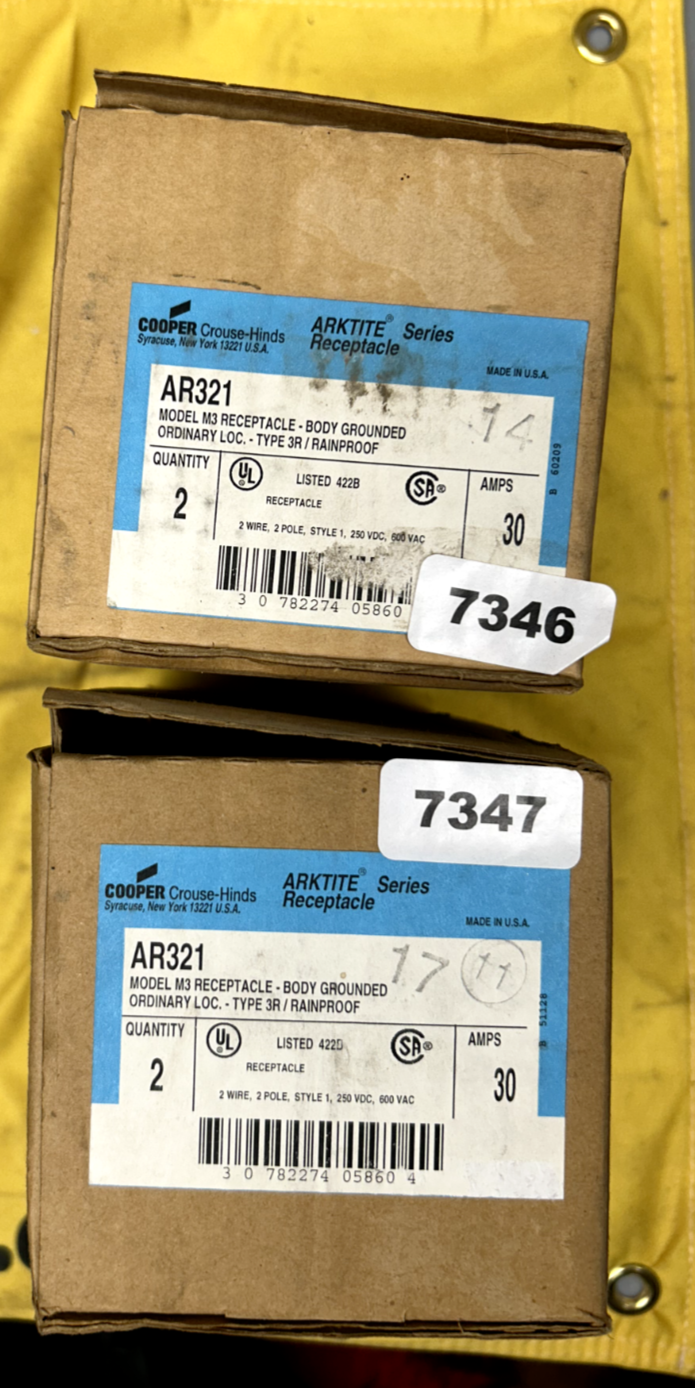 COOPER Crouse-Hinds
Syracuse, New York 13221 U.S.A.
ARKTITE® Series
Receptacle
MADE IN U.S.A.
AR321
14
MODEL M3 RECEPTACLE - BODY GROUNDED
ORDINARY LOC. - TYPE 3R / RAINPROOF
B 60209
QUANTITY
2
UL
LISTED 422B
SA®
RECEPTACLE
2 WIRE, 2 POLE, STYLE 1, 250 VDC, 600 VAC
AMPS
30
3 0 782274 05860
7346
7347
COOPER Crouse-Hinds
Syracuse, New York 13221 U.S.A.
ARKTITE® Series
Receptacle
MADE IN U.S.A.
AR321
17
11
MODEL M3 RECEPTACLE - BODY GROUNDED
ORDINARY LOC. - TYPE 3R / RAINPROOF
B 51128
QUANTITY
2
UL
LISTED
SA®
RECEPTACLE
2 WIRE, 2 POLE, STYLE 1, 250 VDC, 600 VAC
AMPS
30
3 0 782274 05860 4